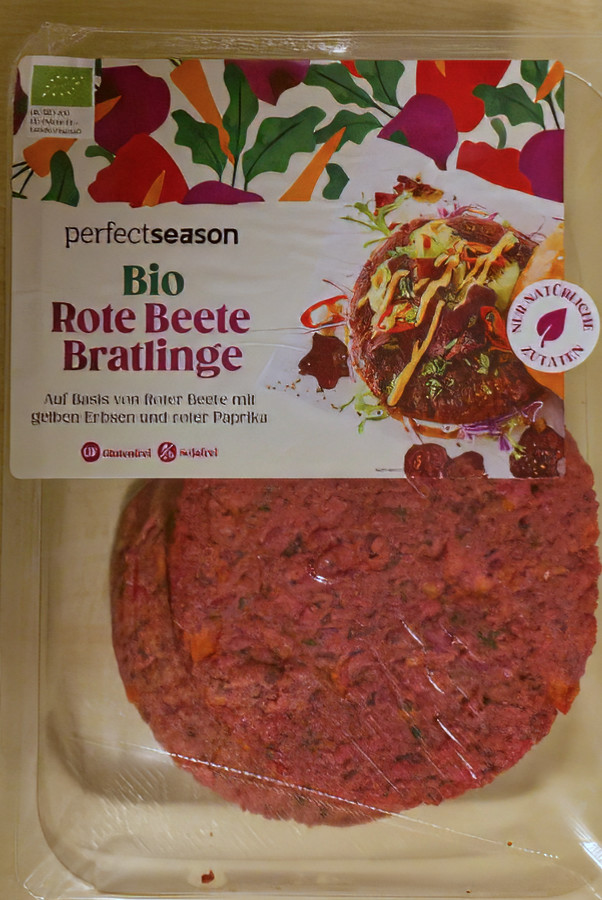 perfectseason
Bio
Rote Beete
Bratlinge
Auf Basis von Roter Beete mit
gelben Erbsen und roter Paprika
Glutenfrei Sojafrei
NUR NATÜRLICHE
ZUTATEN